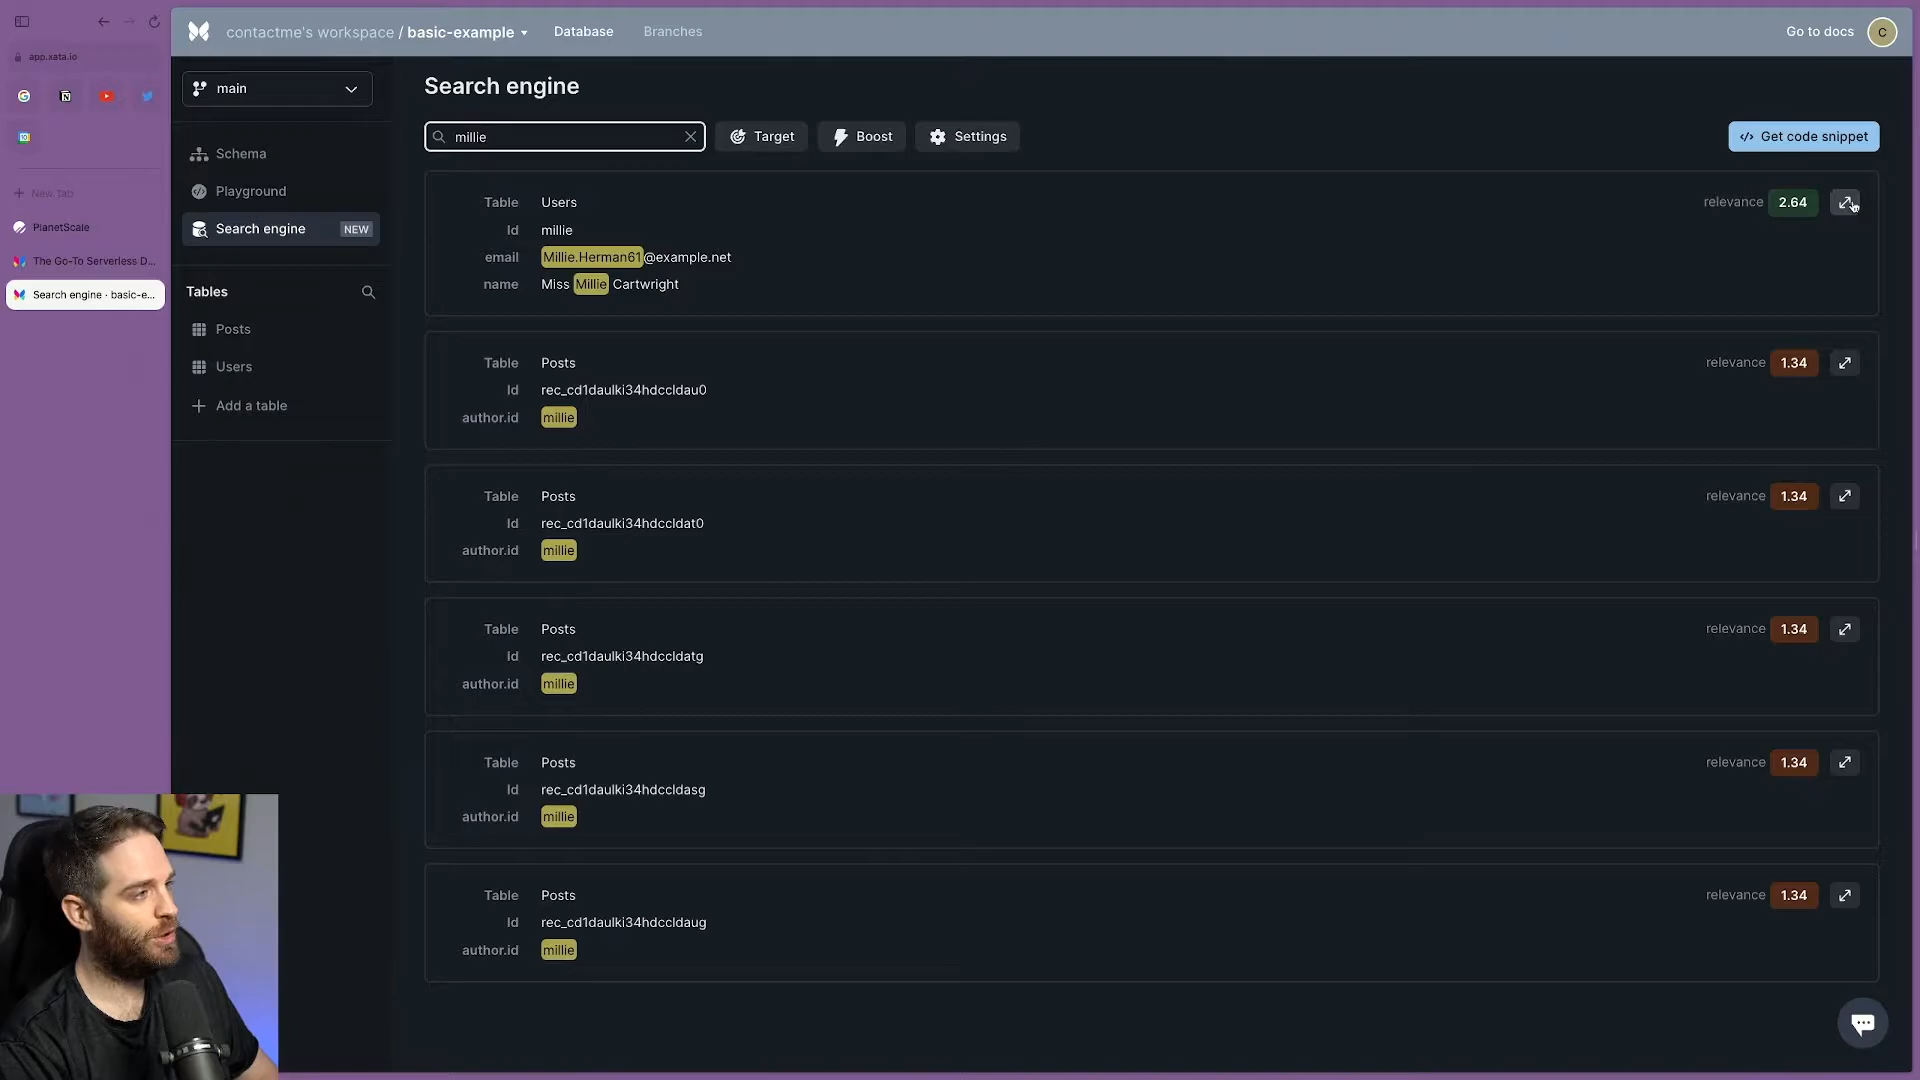 contactme's workspace / basic-example
Database
Branches
Go to docs
C
app.xata.io
main
Search engine
millie
Target
Boost
Settings
Get code snippet
Schema
Playground
Search engine NEW
New Tab
PlanetScale
The Go-To Serverless D...
Search engine · basic-e...
Tables
Posts
Users
Add a table
Table Users
Id millie
email Millie.Herman61@example.net
name Miss Millie Cartwright
relevance 2.64
Table Posts
Id rec_cd1daulki34hdccldau0
author.id millie
relevance 1.34
Table Posts
Id rec_cd1daulki34hdccldat0
author.id millie
relevance 1.34
Table Posts
Id rec_cd1daulki34hdccldatg
author.id millie
relevance 1.34
Table Posts
Id rec_cd1daulki34hdccldasg
author.id millie
relevance 1.34
Table Posts
Id rec_cd1daulki34hdccldaug
author.id millie
relevance 1.34